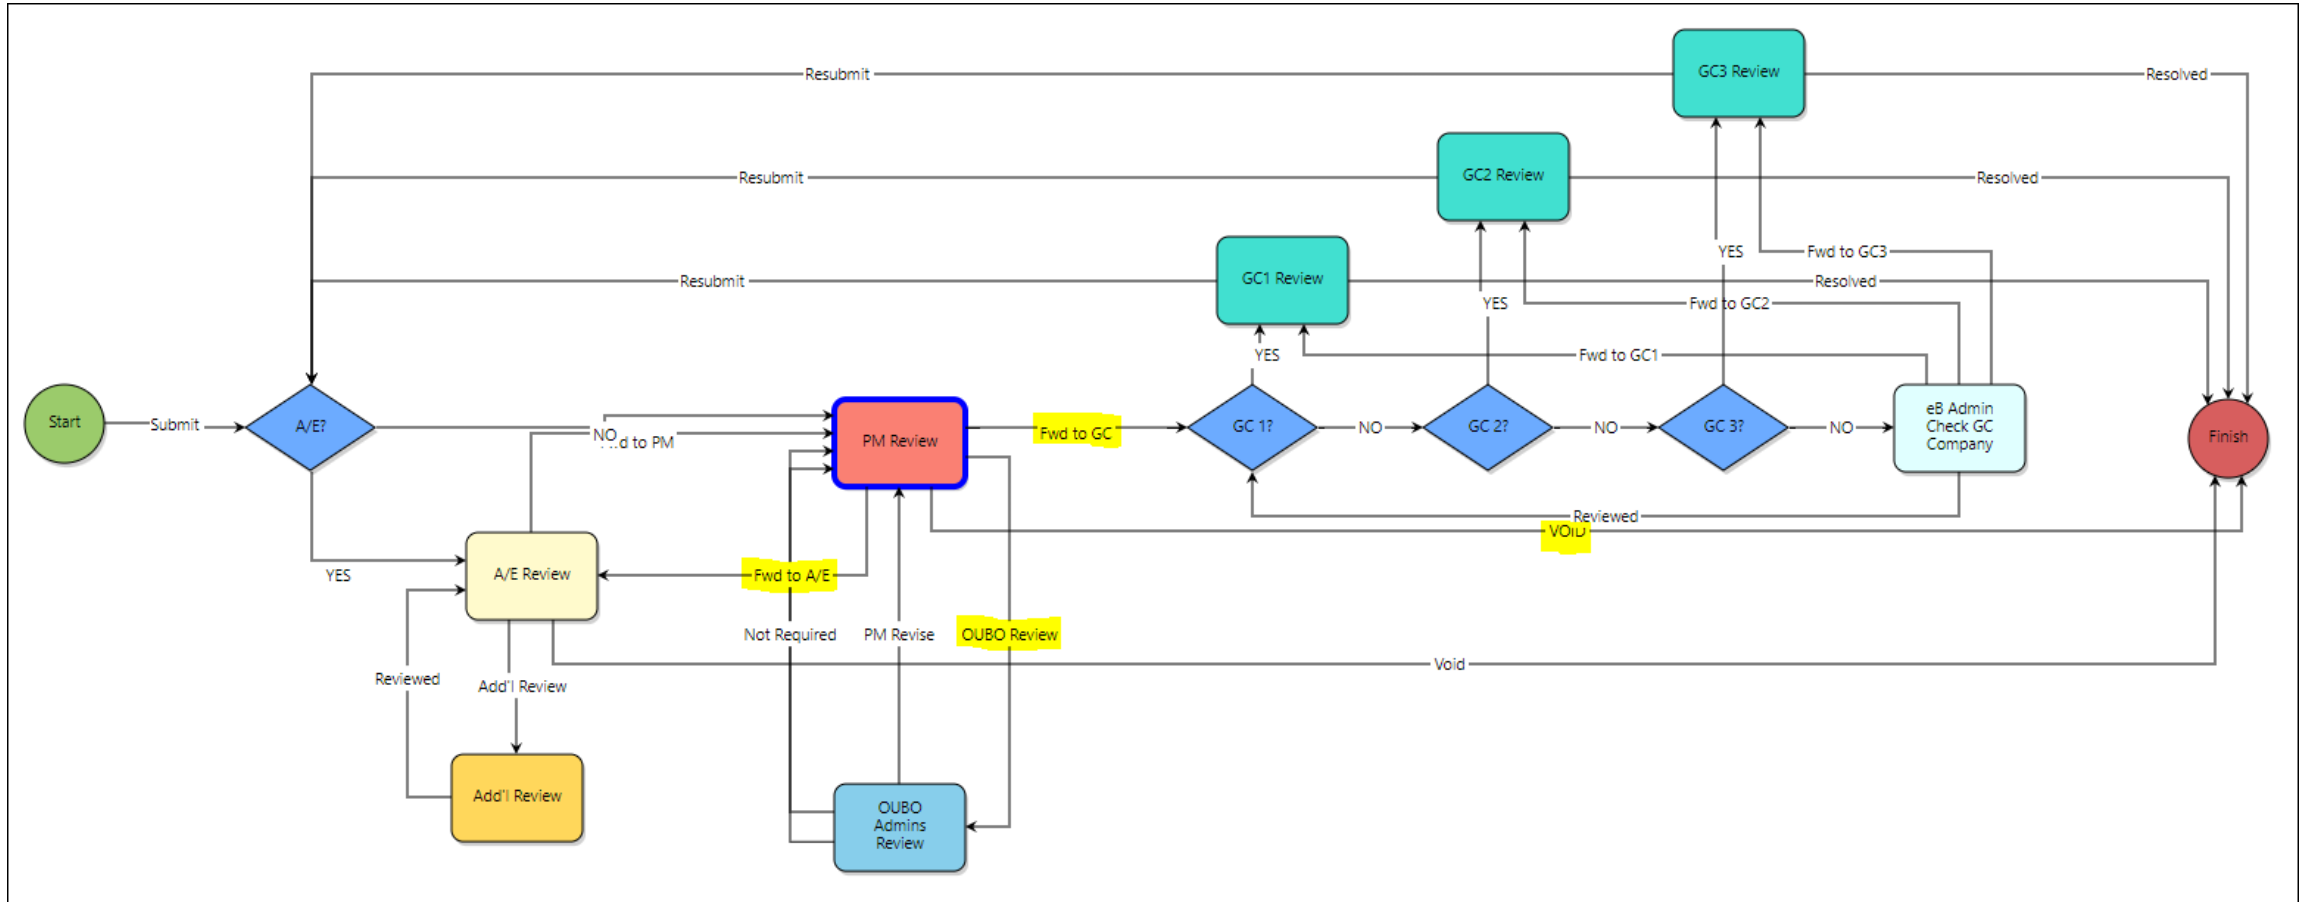 GC3 Review
Resubmit
Resolved
GC2 Review
Resubmit
Resolved
YES
Fwd to GC3
GC1 Review
Resubmit
Resolved
YES
Fwd to GC2
YES
Fwd to GC1
Start
Submit
A/E?
NO
to PM
PM Review
Fwd to GC
GC 1?
NO
GC 2?
NO
GC 3?
NO
eB Admin
Check GC
Company
Finish
Reviewed
VOID
YES
A/E Review
Fwd to A/E
Not Required
PM Revise
OUBO Review
Void
Reviewed
Add'l Review
Add'l Review
OUBO
Admins
Review